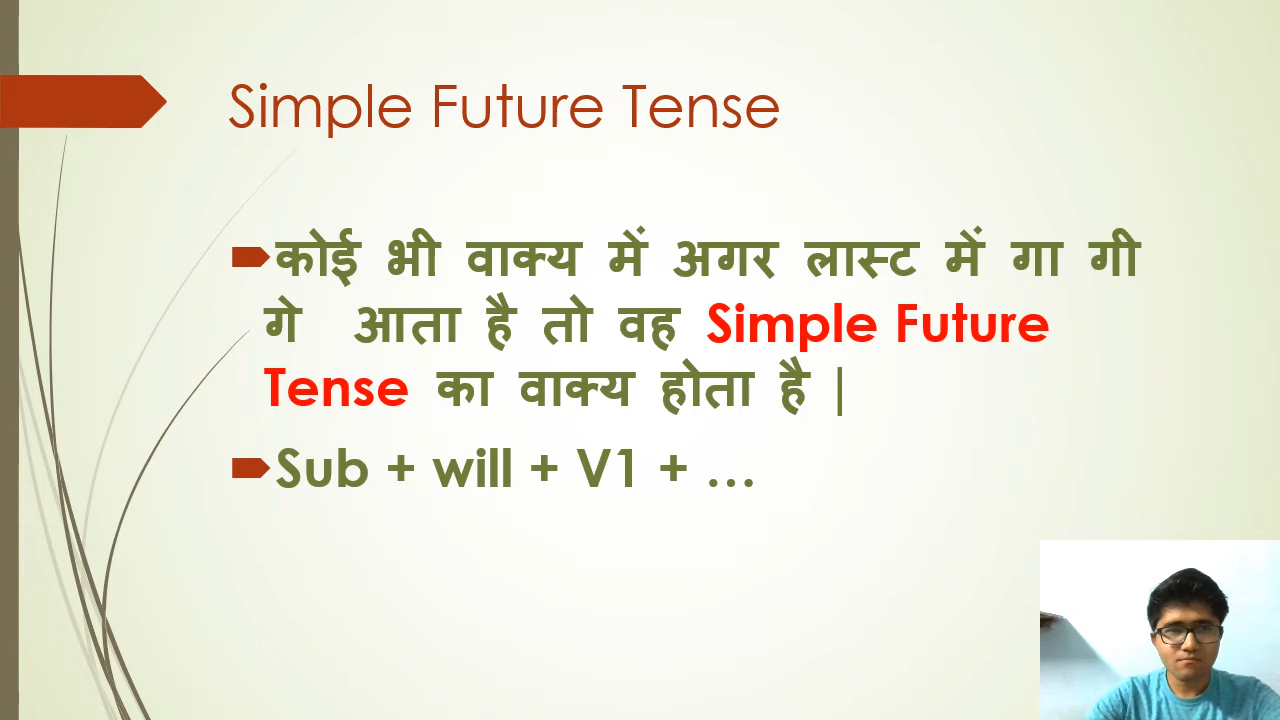 Simple Future Tense
कोई भी वाक्य में अगर लास्ट में गा गी
गे आता है तो वह Simple Future
Tense का वाक्य होता है |
Sub + will + V1 + ...